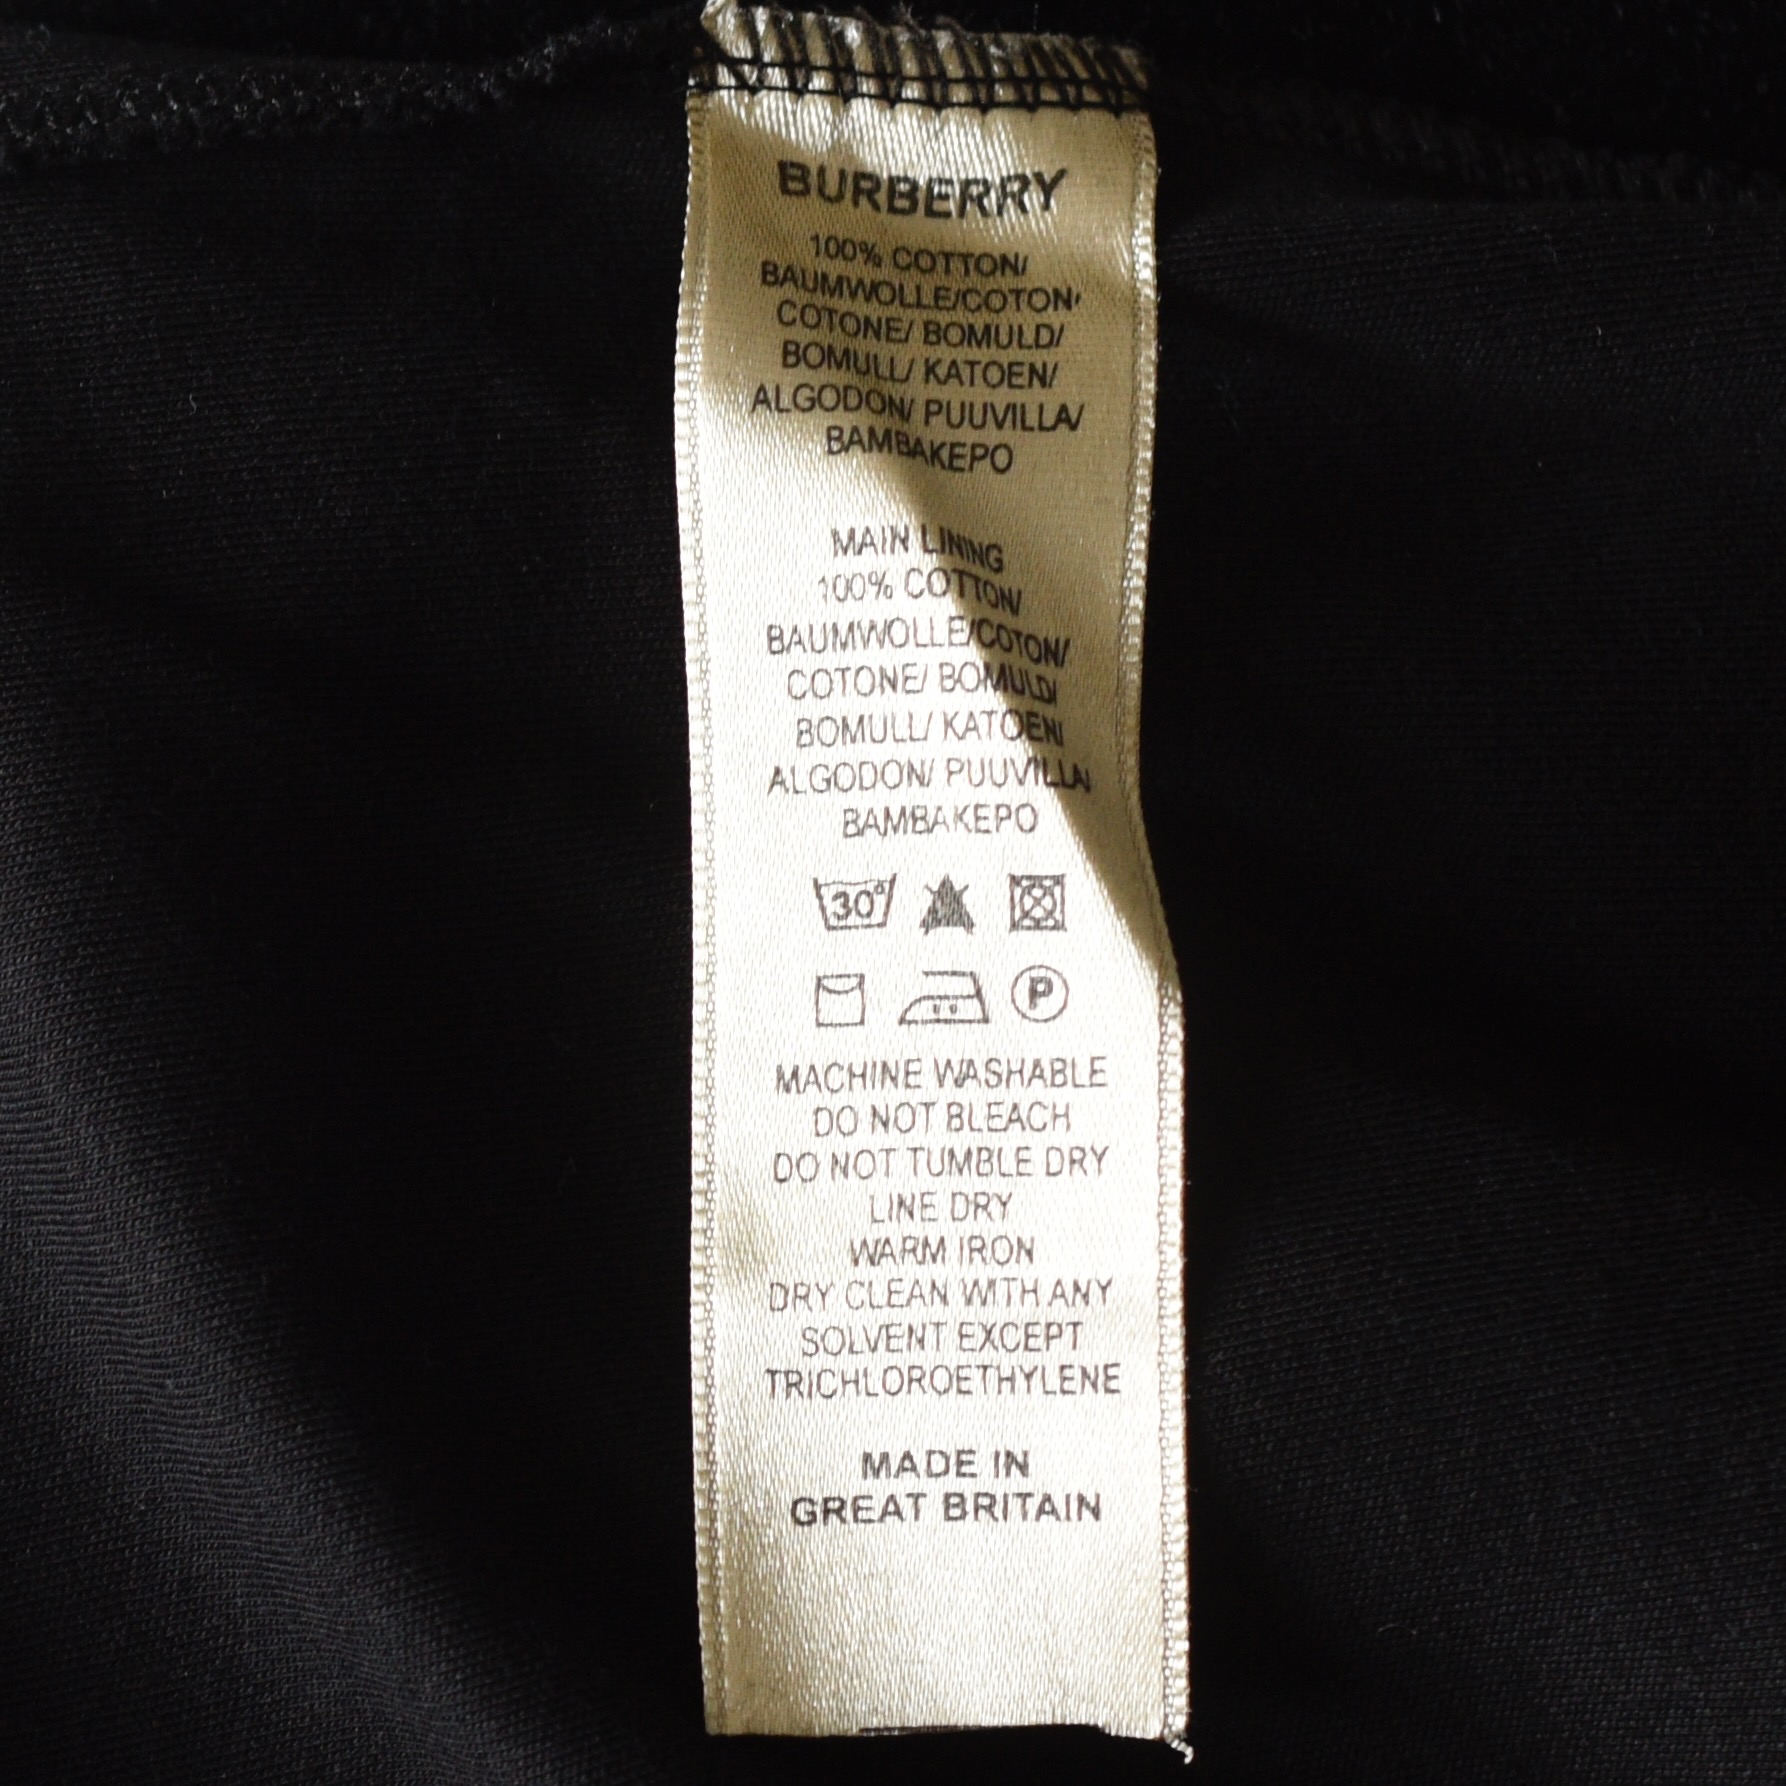 BURBERRY
100% COTTON/
BAUMWOLLE/COTON/
COTONE/ BOMULD/
BOMULL/ KATOEN/
ALGODON/ PUUVILLA/
BAMBAKEPO
MAIN LINING
100% COTTON/
BAUMWOLLE/COTON/
COTONE/ BOMULD/
BOMULL/ KATOEN/
ALGODON/ PUUVILLA/
BAMBAKEPO
30°
P
MACHINE WASHABLE
DO NOT BLEACH
DO NOT TUMBLE DRY
LINE DRY
WARM IRON
DRY CLEAN WITH ANY
SOLVENT EXCEPT
TRICHLOROETHYLENE
MADE IN
GREAT BRITAIN